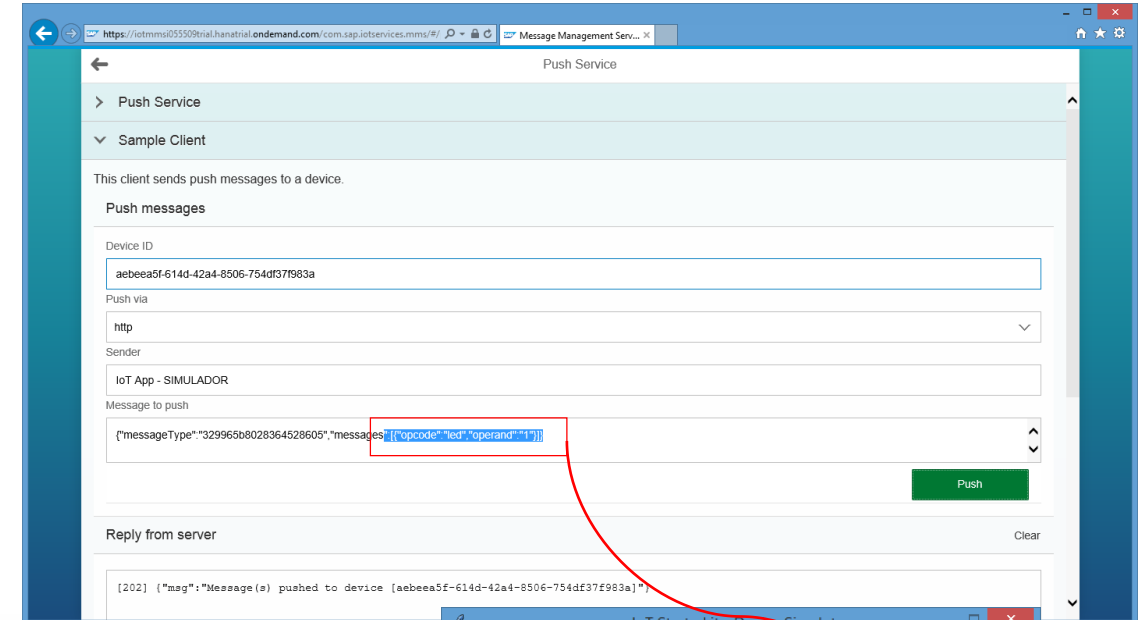 https://iotmmsi055509trial.hanatrial.ondemand.com/com.sap.iotservices.mms/#/
Message Management Serv...
Push Service
Push Service
Sample Client
This client sends push messages to a device.
Push messages
Device ID
aebeea5f-614d-42a4-8506-754df37f983a
Push via
http
Sender
IoT App - SIMULADOR
Message to push
{"messageType":"329965b8028364528605","messages":[{"opcode":"led","operand":"1"}]}
Push
Reply from server
Clear
[202] {"msg":"Message(s) pushed to device [aebeea5f-614d-42a4-8506-754df37f983a]"}